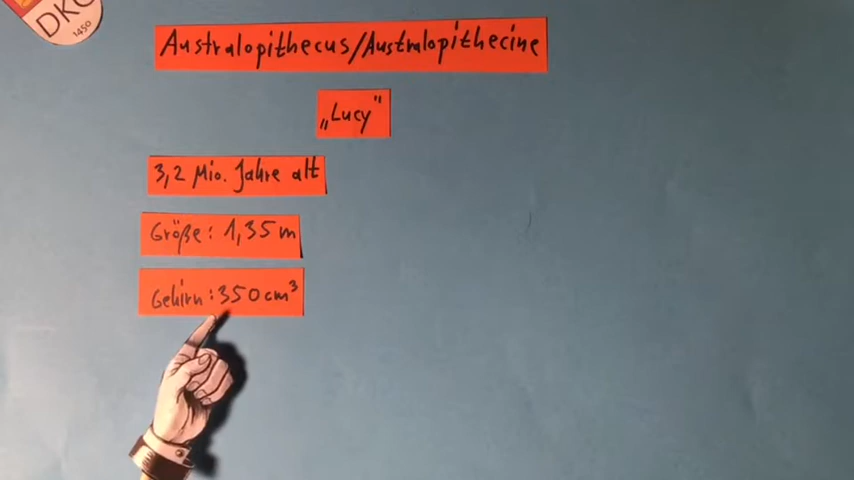 DKG
1450
Australopithecus/Australopithecine
„Lucy"
3,2 Mio. Jahre alt
Größe: 1,35 m
Gehirn: 350 cm³